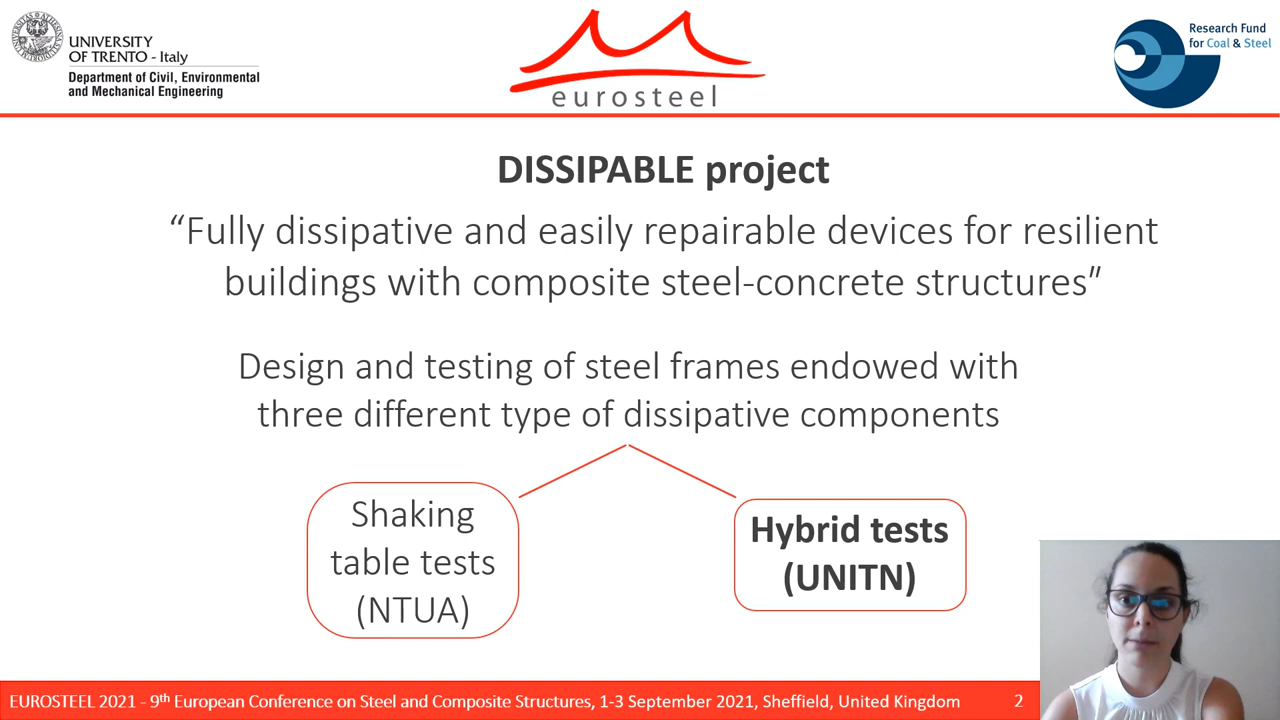 UNIVERSITY
OF TRENTO - Italy
Department of Civil, Environmental
and Mechanical Engineering
eurosteel
Research Fund
for Coal & Steel
DISSIPABLE project
“Fully dissipative and easily repairable devices for resilient
buildings with composite steel-concrete structures”
Design and testing of steel frames endowed with
three different type of dissipative components
Shaking
table tests
(NTUA)
Hybrid tests
(UNITN)
EUROSTEEL 2021 - 9th European Conference on Steel and Composite Structures, 1-3 September 2021, Sheffield, United Kingdom
2